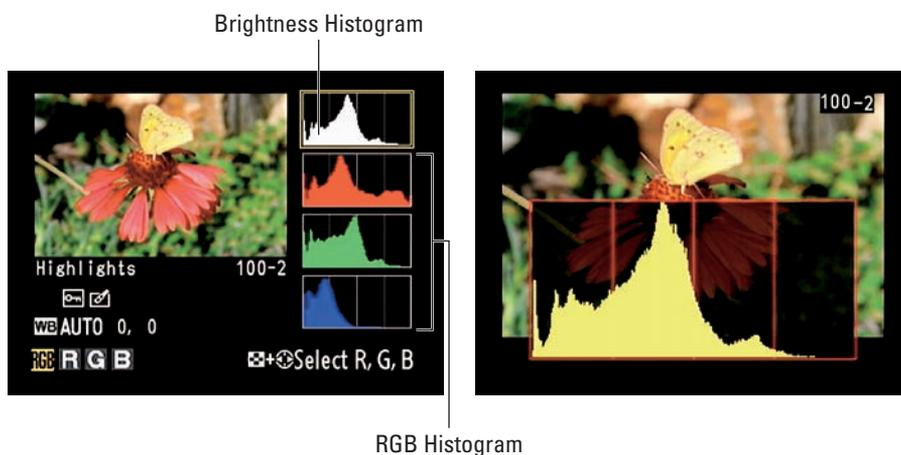 Brightness Histogram
100-2
Highlights 100-2
WB AUTO 0, 0
RGB R G B + Select R, G, B
RGB Histogram